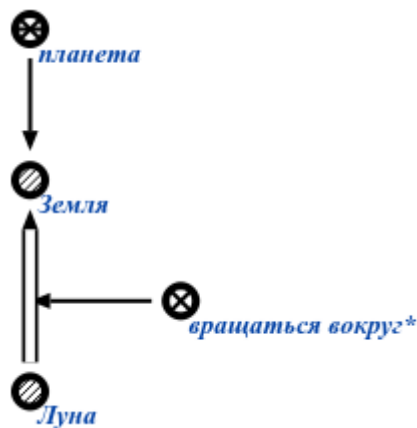 планета
Земля
вращаться вокруг*
Луна